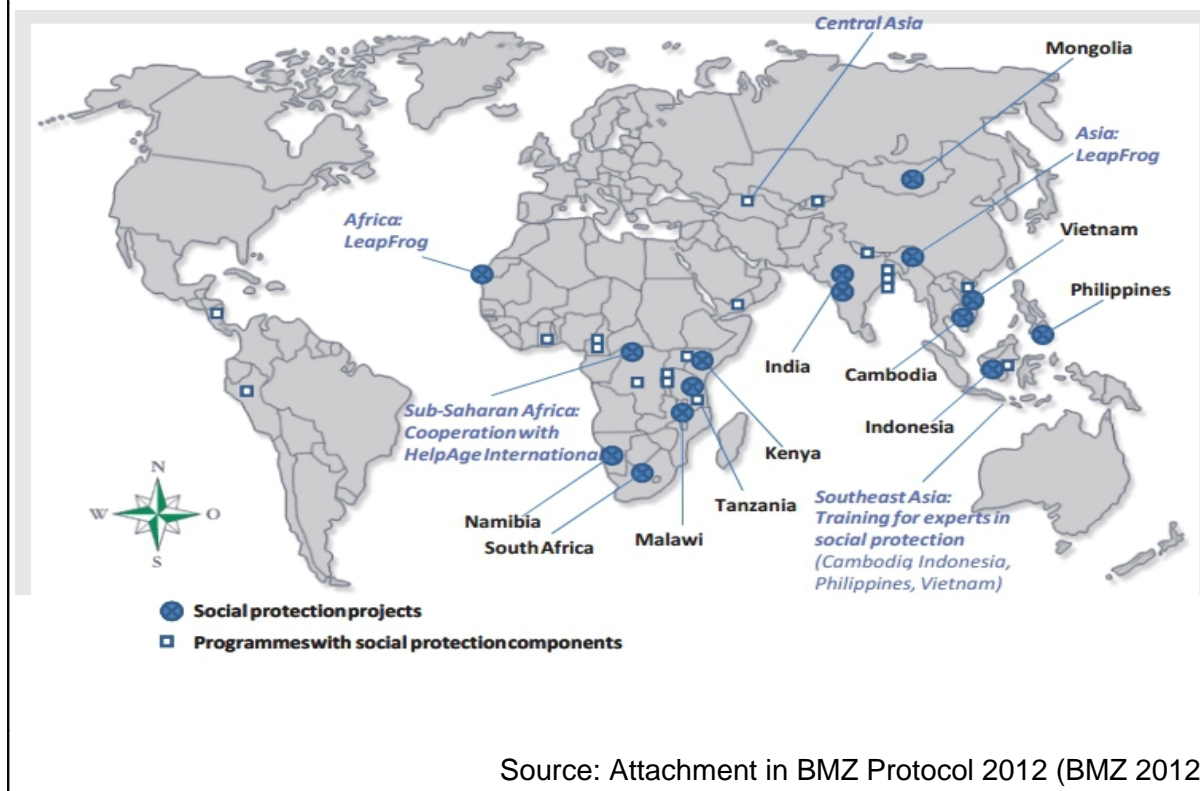 Central Asia
Mongolia
Asia:
LeapFrog
Africa:
LeapFrog
Vietnam
Philippines
India
Cambodia
Sub-Saharan Africa:
Cooperation with
HelpAge International
Indonesia
Kenya
Tanzania
Southeast Asia:
Training for experts in
social protection
(Cambodia, Indonesia,
Philippines, Vietnam)
Namibia
South Africa
Malawi
N
W
O
S
Social protection projects
Programmes with social protection components
Source: Attachment in BMZ Protocol 2012 (BMZ 2012